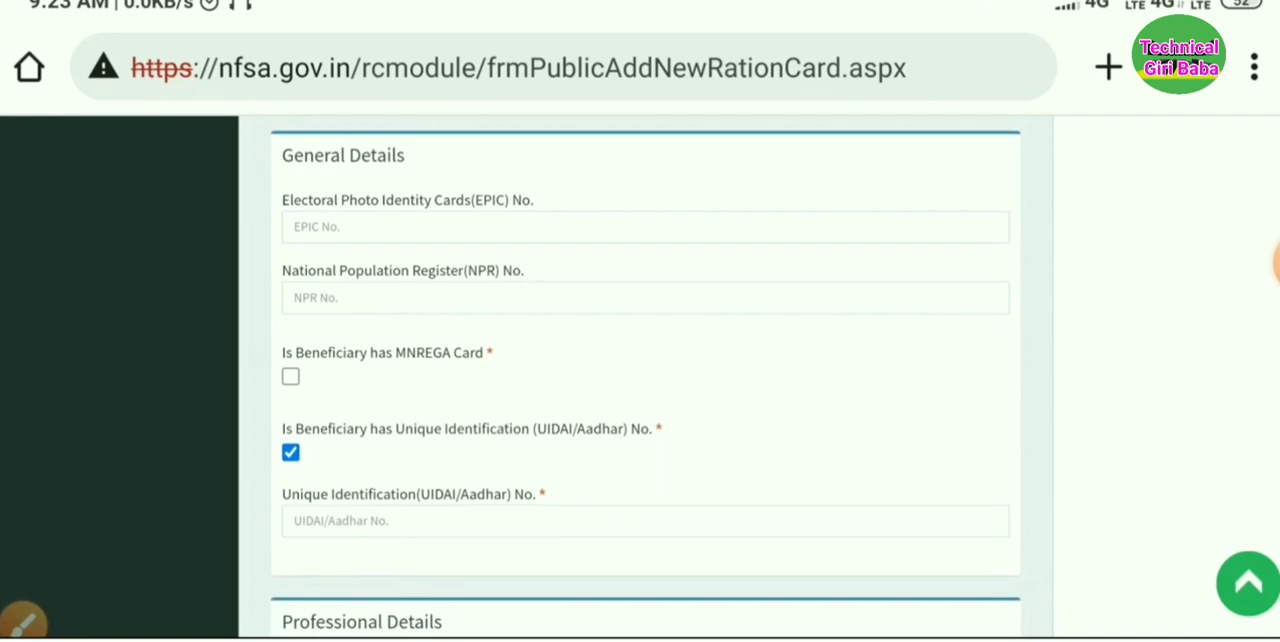 9:23 AM | 0.0KB/s
4G LTE 4G LTE 52
https://nfsa.gov.in/rcmodule/frmPublicAddNewRationCard.aspx
Technical
Giri Baba
General Details
Electoral Photo Identity Cards(EPIC) No.
EPIC No.
National Population Register(NPR) No.
NPR No.
Is Beneficiary has MNREGA Card *
Is Beneficiary has Unique Identification (UIDAI/Aadhar) No. *
Unique Identification(UIDAI/Aadhar) No. *
UIDAI/Aadhar No.
Professional Details